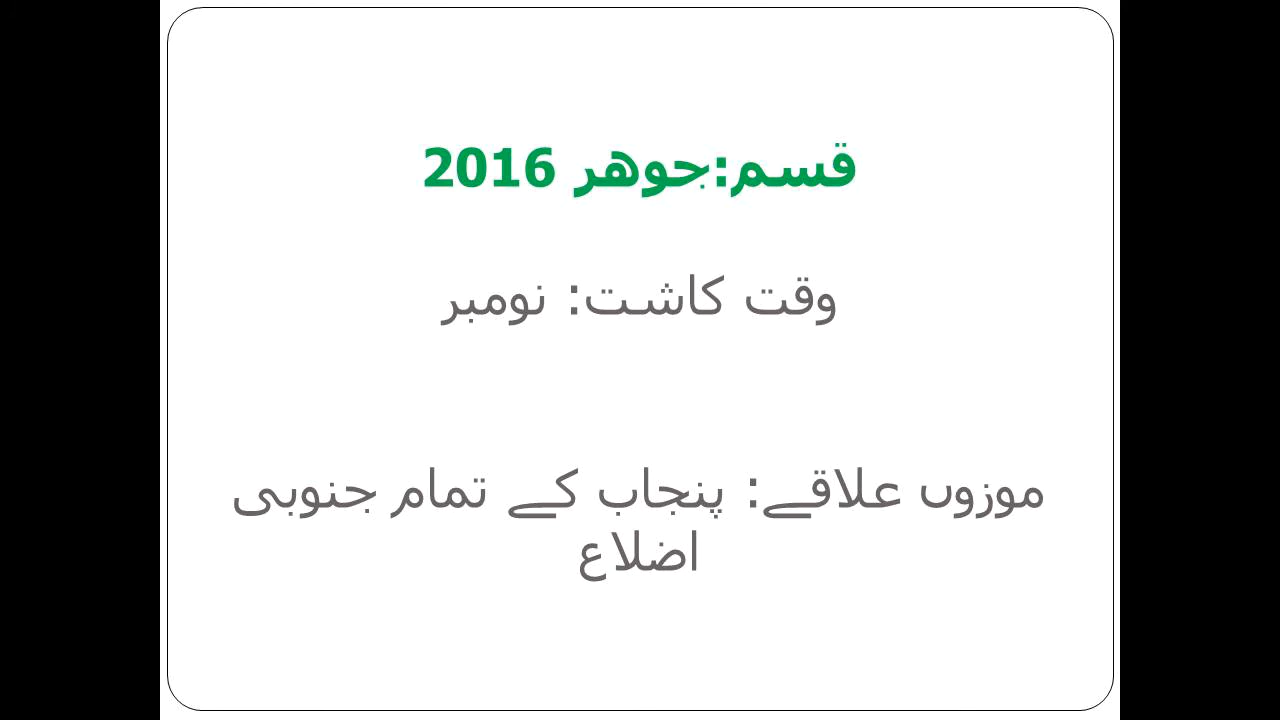 قسم:جوھر 2016
وقت کاشت: نومبر
موزوں علاقے: پنجاب کے تمام جنوبی
اضلاع